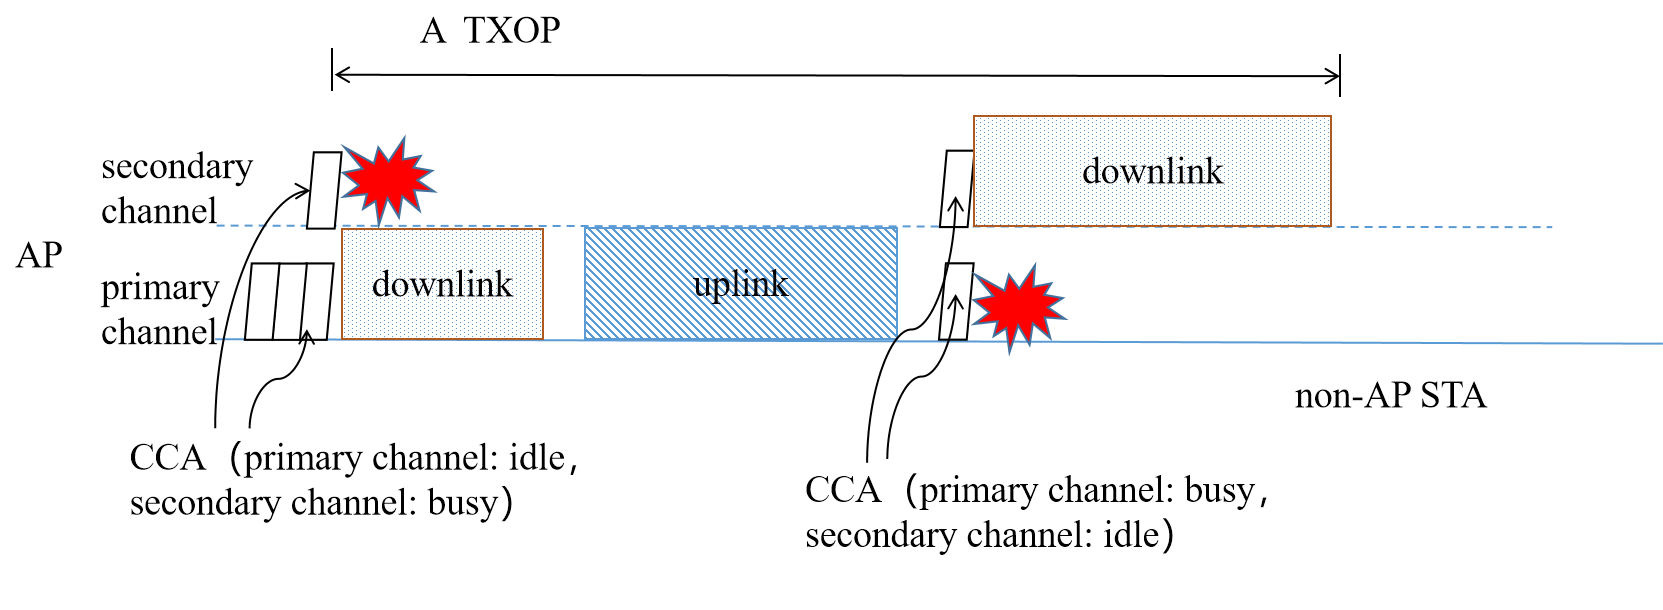 A TXOP
secondary
channel
downlink
AP
primary
channel
downlink
uplink
non-AP STA
CCA（primary channel: idle,
secondary channel: busy）
CCA（primary channel: busy,
secondary channel: idle）